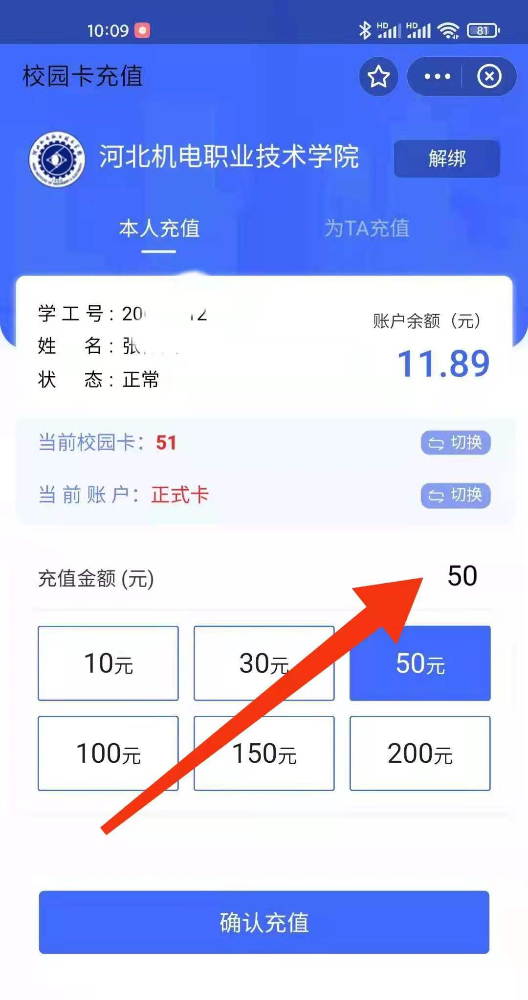 10:09
HD HD 81
校园卡充值
河北机电职业技术学院
解绑
本人充值
为TA充值
学工号：20 12
姓名：张
状态：正常
账户余额（元）
11.89
当前校园卡：51
切换
当前账户：正式卡
切换
充值金额 (元)
50
10元
30元
50元
100元
150元
200元
确认充值